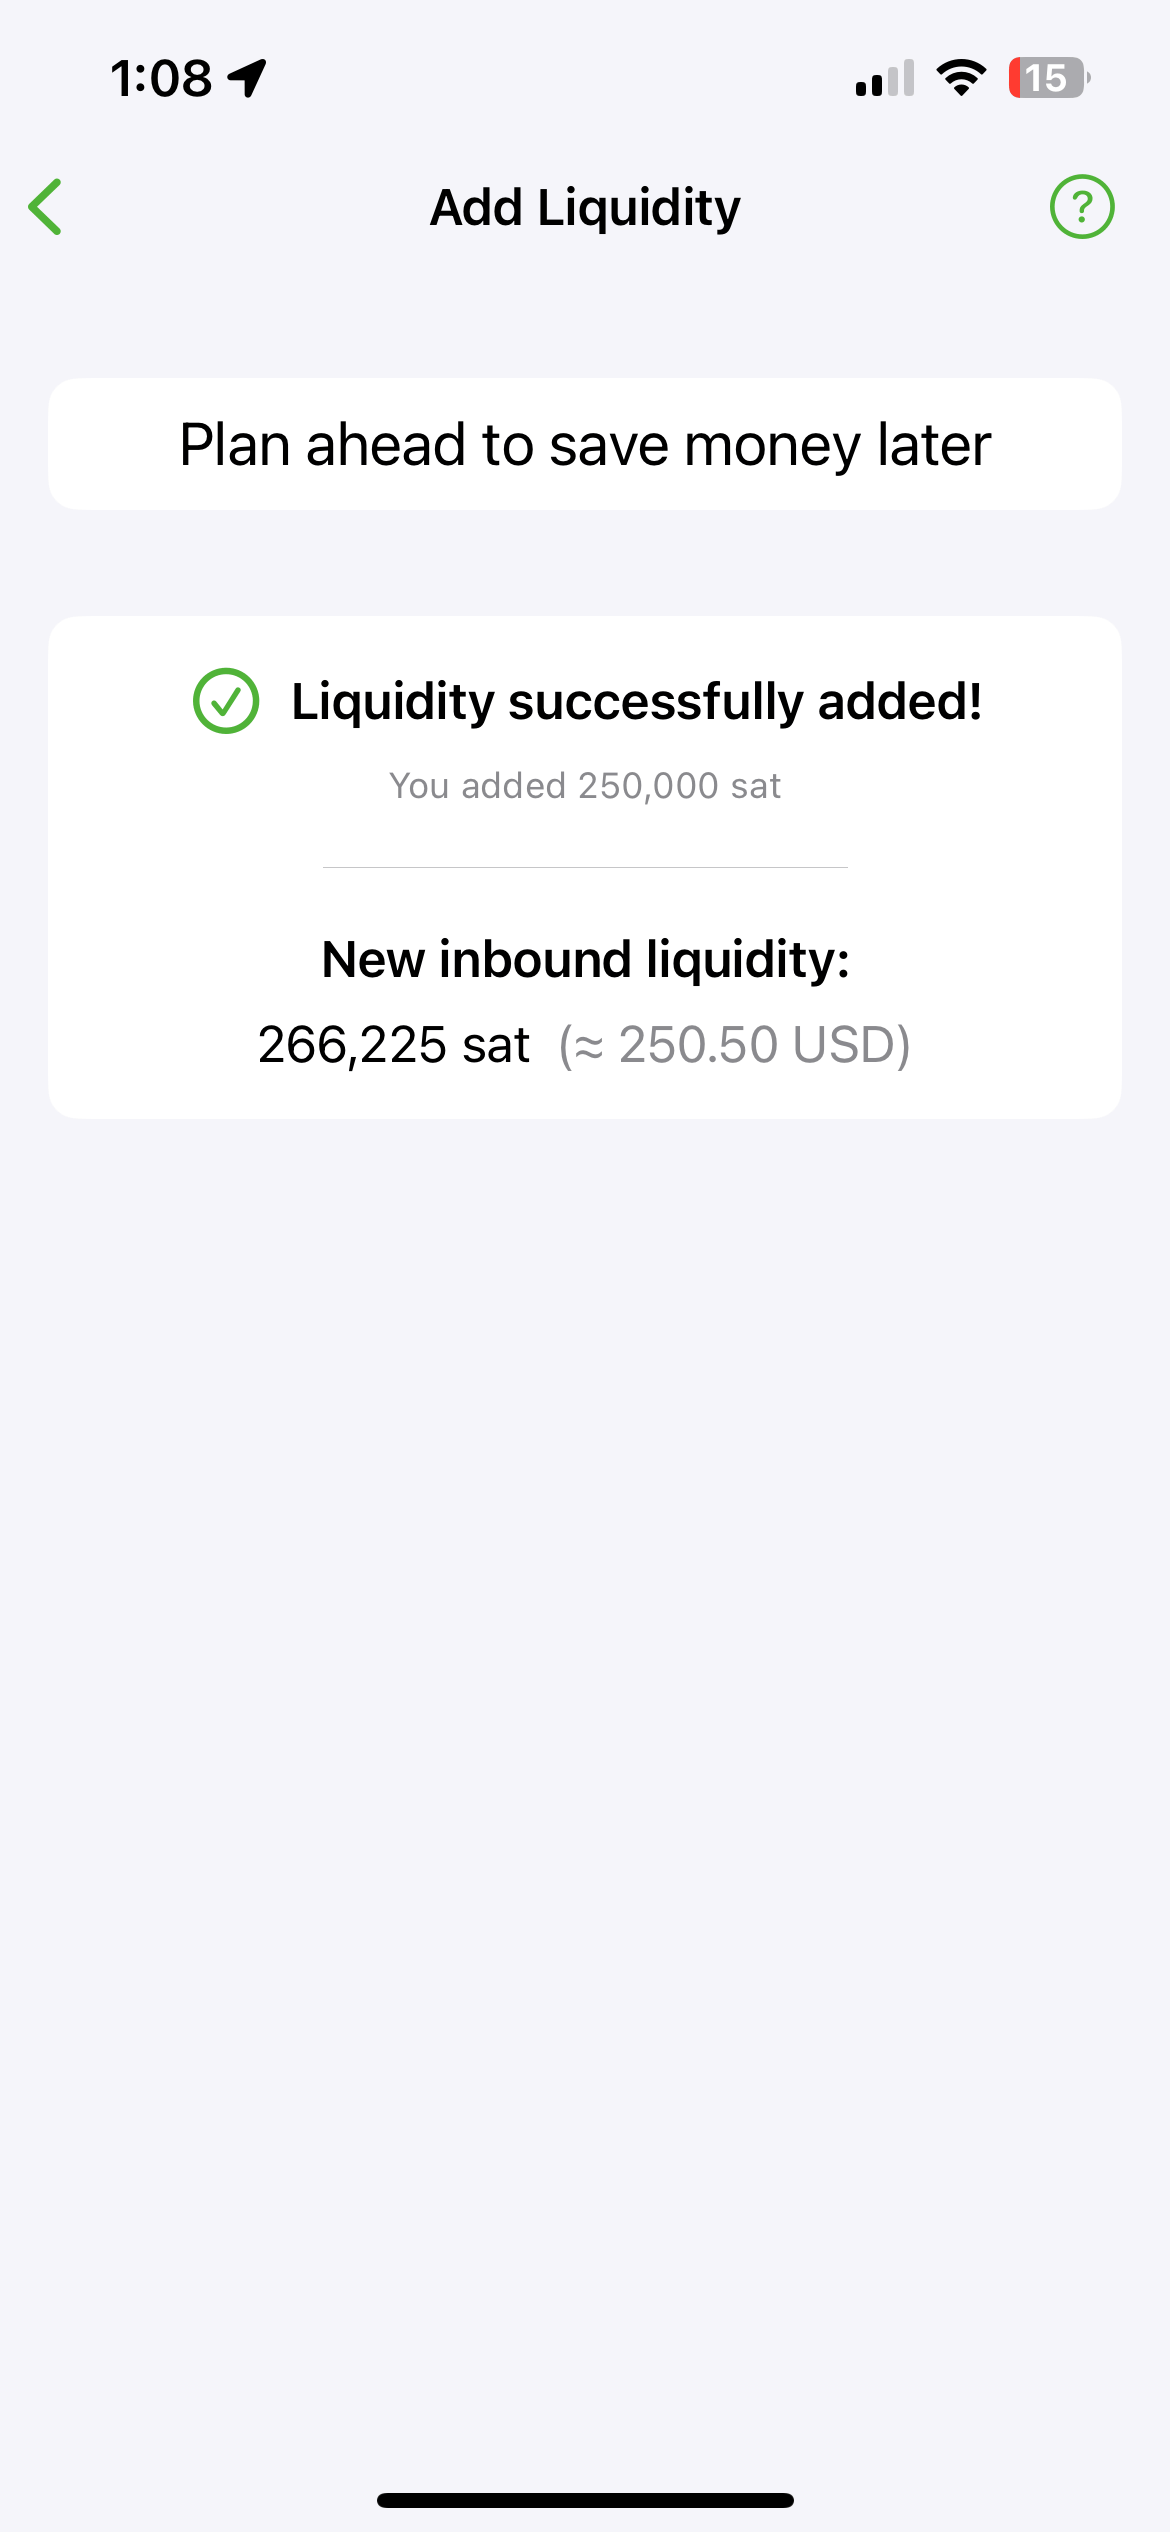 1:08
15
Add Liquidity
?
Plan ahead to save money later
Liquidity successfully added!
You added 250,000 sat
New inbound liquidity:
266,225 sat (≈ 250.50 USD)